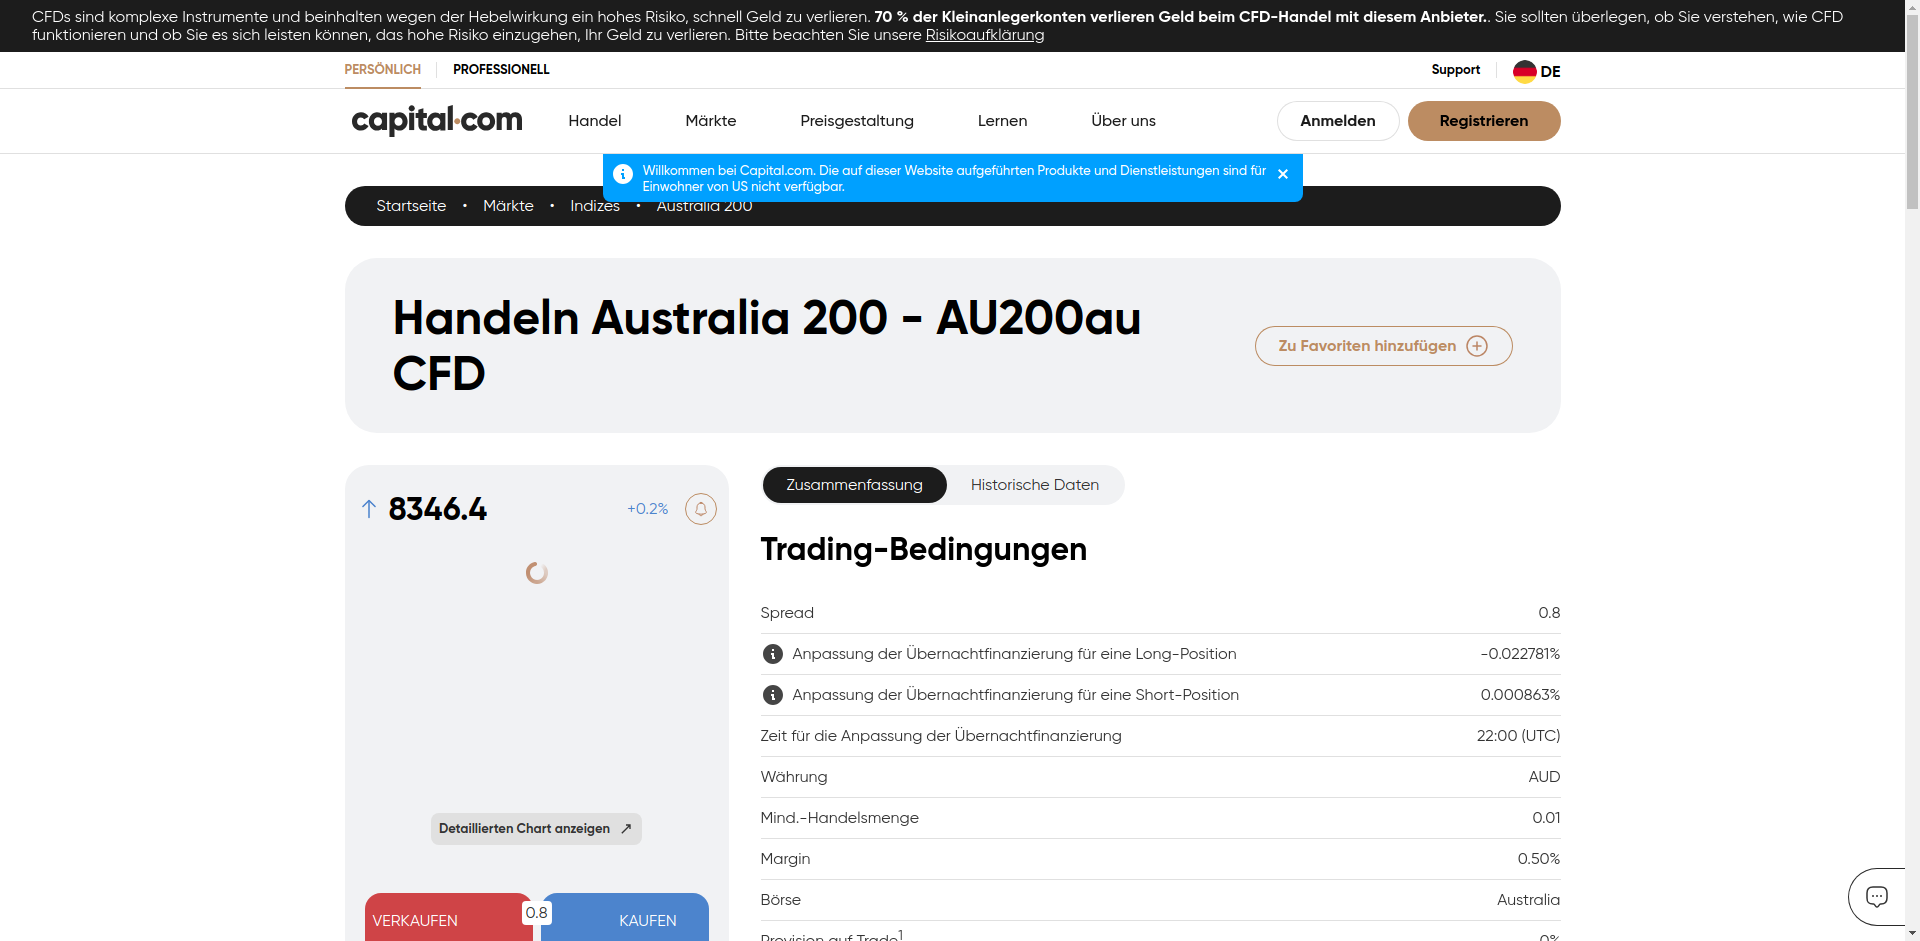 CFDs sind komplexe Instrumente und beinhalten wegen der Hebelwirkung ein hohes Risiko, schnell Geld zu verlieren. 70 % der Kleinanlegerkonten verlieren Geld beim CFD-Handel mit diesem Anbieter.. Sie sollten überlegen, ob Sie verstehen, wie CFD
funktionieren und ob Sie es sich leisten können, das hohe Risiko einzugehen, Ihr Geld zu verlieren. Bitte beachten Sie unsere Risikoaufklärung
PERSÖNLICH PROFESSIONELL Support DE
capital.com Handel Märkte Preisgestaltung Lernen Über uns Anmelden Registrieren
Willkommen bei Capital.com. Die auf dieser Website aufgeführten Produkte und Dienstleistungen sind für
Einwohner von US nicht verfügbar.
Startseite • Märkte • Indizes • Australia 200
Handeln Australia 200 - AU200au
CFD
Zu Favoriten hinzufügen
8346.4 +0.2%
Detaillierten Chart anzeigen
VERKAUFEN 0.8 KAUFEN
Zusammenfassung Historische Daten
Trading-Bedingungen
Spread 0.8
Anpassung der Übernachtfinanzierung für eine Long-Position -0.022781%
Anpassung der Übernachtfinanzierung für eine Short-Position 0.000863%
Zeit für die Anpassung der Übernachtfinanzierung 22:00 (UTC)
Währung AUD
Mind.-Handelsmenge 0.01
Margin 0.50%
Börse Australia
Provision auf Trade1 0%